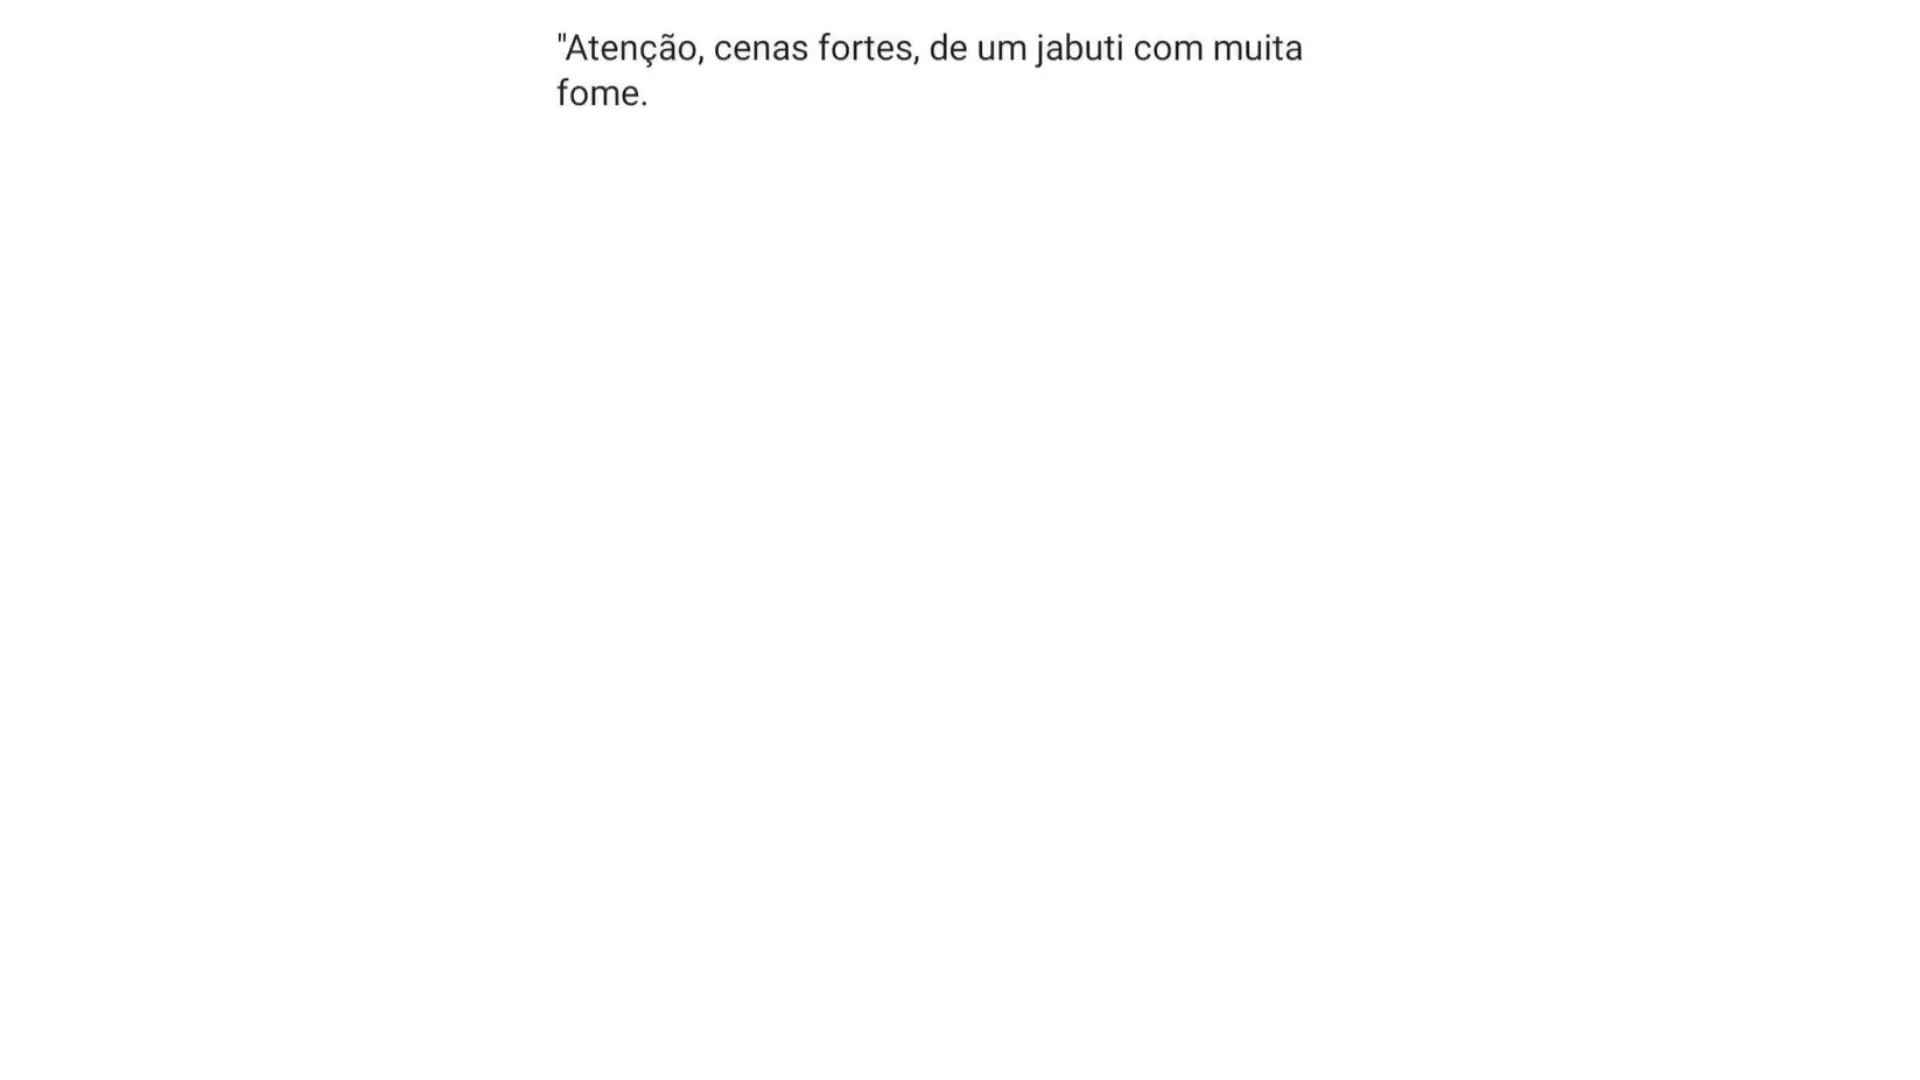 "Atenção, cenas fortes, de um jabuti com muita
fome.